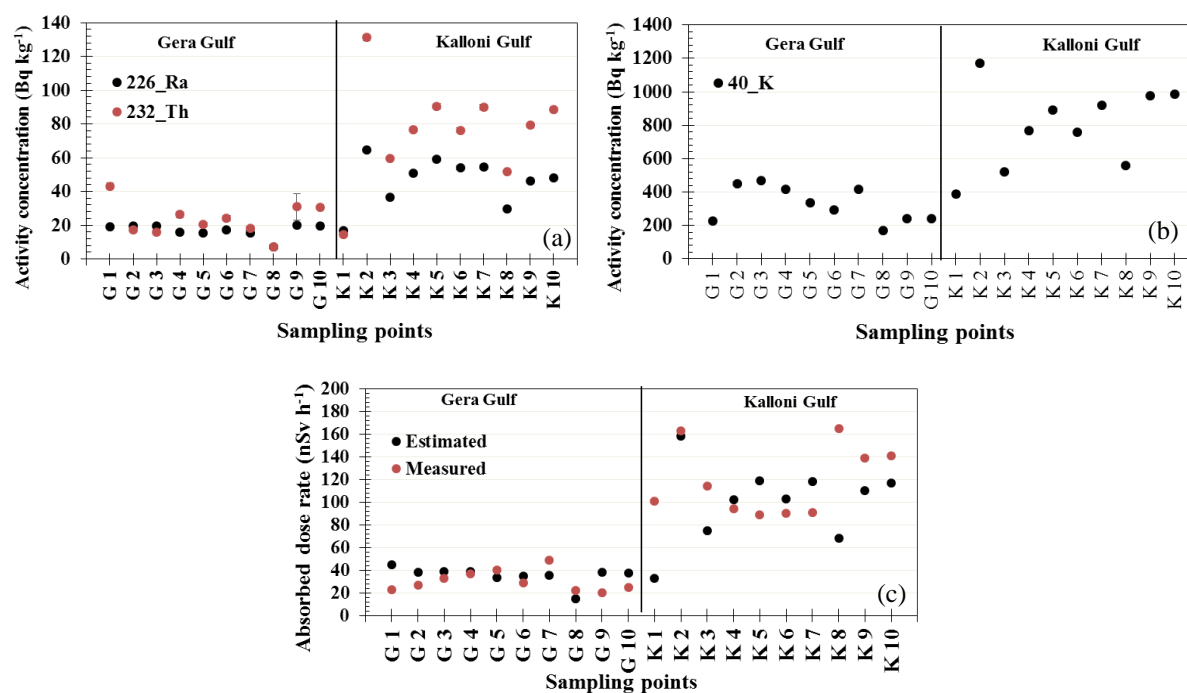 Activity concentration (Bq kg⁻¹)
140
120
100
80
60
40
20
0
Gera Gulf
Kalloni Gulf
226_Ra
232_Th
(a)
G 1
G 2
G 3
G 4
G 5
G 6
G 7
G 8
G 9
G 10
K 1
K 2
K 3
K 4
K 5
K 6
K 7
K 8
K 9
K 10
Sampling points
Activity concentration (Bq kg⁻¹)
1400
1200
1000
800
600
400
200
0
Gera Gulf
Kalloni Gulf
40_K
(b)
G 1
G 2
G 3
G 4
G 5
G 6
G 7
G 8
G 9
G 10
K 1
K 2
K 3
K 4
K 5
K 6
K 7
K 8
K 9
K 10
Sampling points
Absorbed dose rate (nSv h⁻¹)
200
180
160
140
120
100
80
60
40
20
0
Gera Gulf
Kalloni Gulf
Estimated
Measured
(c)
G 1
G 2
G 3
G 4
G 5
G 6
G 7
G 8
G 9
G 10
K 1
K 2
K 3
K 4
K 5
K 6
K 7
K 8
K 9
K 10
Sampling points